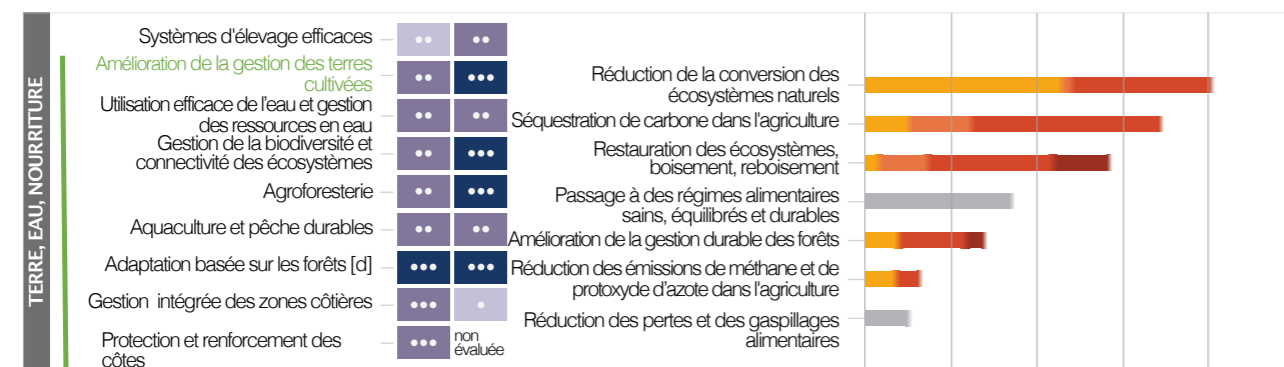 TERRE, EAU, NOURRITURE
Systèmes d'élevage efficaces
Amélioration de la gestion des terres
cultivées
Utilisation efficace de l'eau et gestion
des ressources en eau
Gestion de la biodiversité et
connectivité des écosystèmes
Agroforesterie
Aquaculture et pêche durables
Adaptation basée sur les forêts [d]
Gestion intégrée des zones côtières
Protection et renforcement des
côtes
non
évaluée
Réduction de la conversion des
écosystèmes naturels
Séquestration de carbone dans l'agriculture
Restauration des écosystèmes,
boisement, reboisement
Passage à des régimes alimentaires
sains, équilibrés et durables
Amélioration de la gestion durable des forêts
Réduction des émissions de méthane et de
protoxyde d'azote dans l'agriculture
Réduction des pertes et des gaspillages
alimentaires